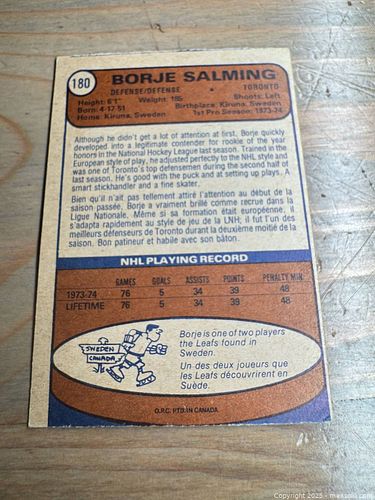 180
BORJE SALMING
DEFENSE/DEFENSE • TORONTO
Height: 6'1" Weight: 185 Shoots: Left
Born: 4-17-51 Birthplace: Kiruna, Sweden
Home: Kiruna, Sweden 1st Pro Season: 1973-74
Although he didn't get a lot of attention at first, Borje quickly
developed into a legitimate contender for rookie of the year
honors in the National Hockey League last season. Trained in the
European style of play, he adjusted perfectly to the NHL style and
was one of Toronto's top defensemen during the second half of
last season. He's good with the puck and at setting up plays. A
smart stickhandler and a fine skater.
Bien qu'il n'ait pas tellement attiré l'attention au début de la
saison passée, Borje a vraiment brillé comme recrue dans la
Ligue Nationale. Même si sa formation était européenne, il
s'adapta rapidement au style de jeu de la LNH; il fut l'un des
meilleurs défenseurs de Toronto durant la deuxième moitié de la
saison. Bon patineur et habile avec son bâton.
NHL PLAYING RECORD
GAMES GOALS ASSISTS POINTS PENALTY MIN.
1973-74 76 5 34 39 48
LIFETIME 76 5 34 39 48
SWEDEN
CANADA
Borje is one of two players
the Leafs found in
Sweden.
Un des deux joueurs que
les Leafs découvrirent en
Suède.
O.P.C. PTD. IN CANADA
Copyright 2025 - maxsold.com